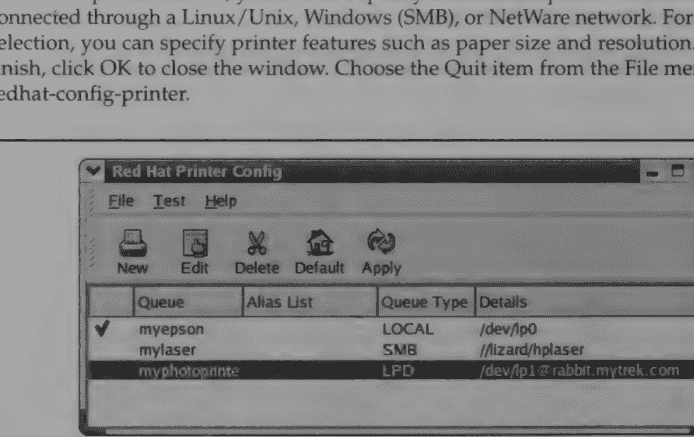 onnected through a Linux/Unix, Windows (SMB), or NetWare network. For
election, you can specify printer features such as paper size and resolution.
nish, click OK to close the window. Choose the Quit item from the File me
edhat-config-printer.
Red Hat Printer Config
File Test Help
New Edit Delete Default Apply
Queue Alias List Queue Type Details
myepson LOCAL /dev/lp0
mylaser SMB //lizard/hplaser
myphotoprinte LPD /dev/lp1@rabbit.mytrek.com